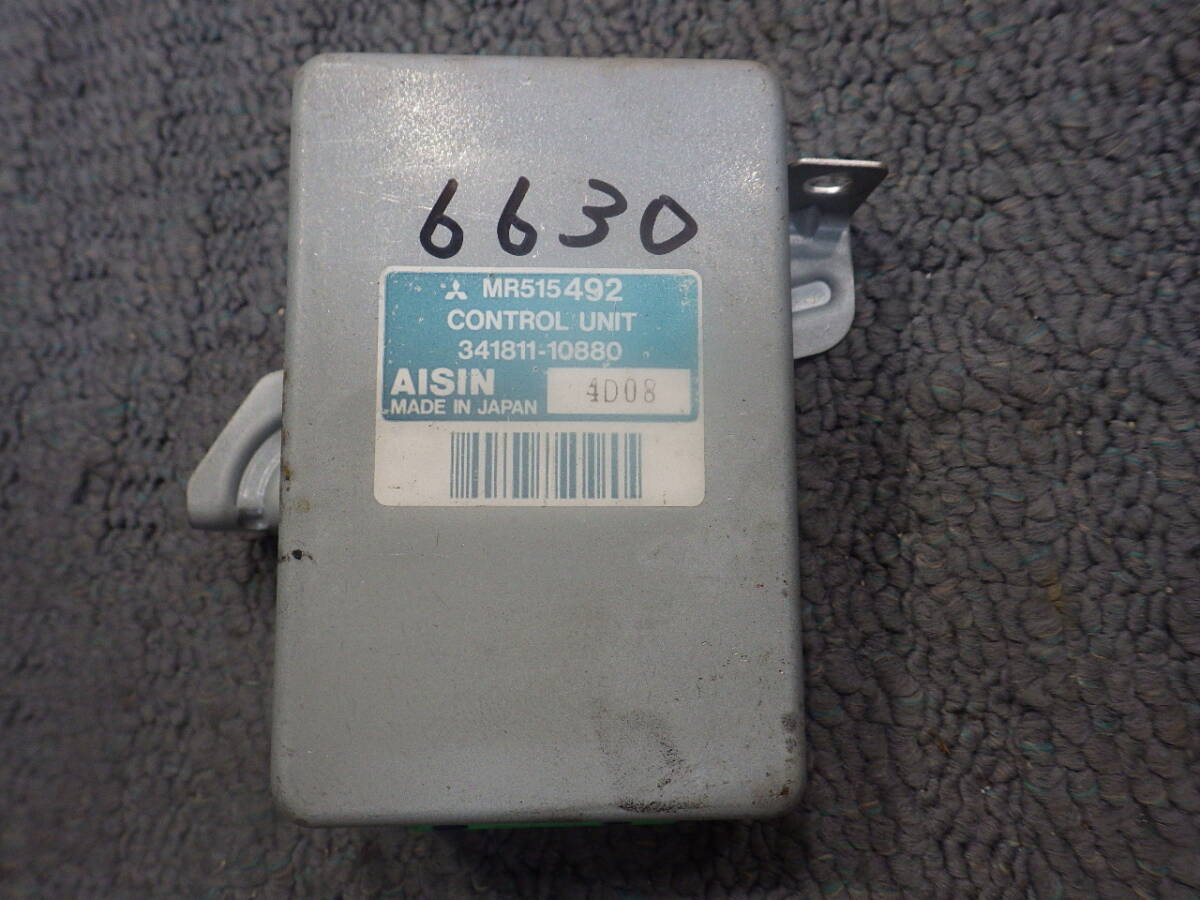 6630
MR515492
CONTROL UNIT
341811-10880
AISIN
MADE IN JAPAN 4D08